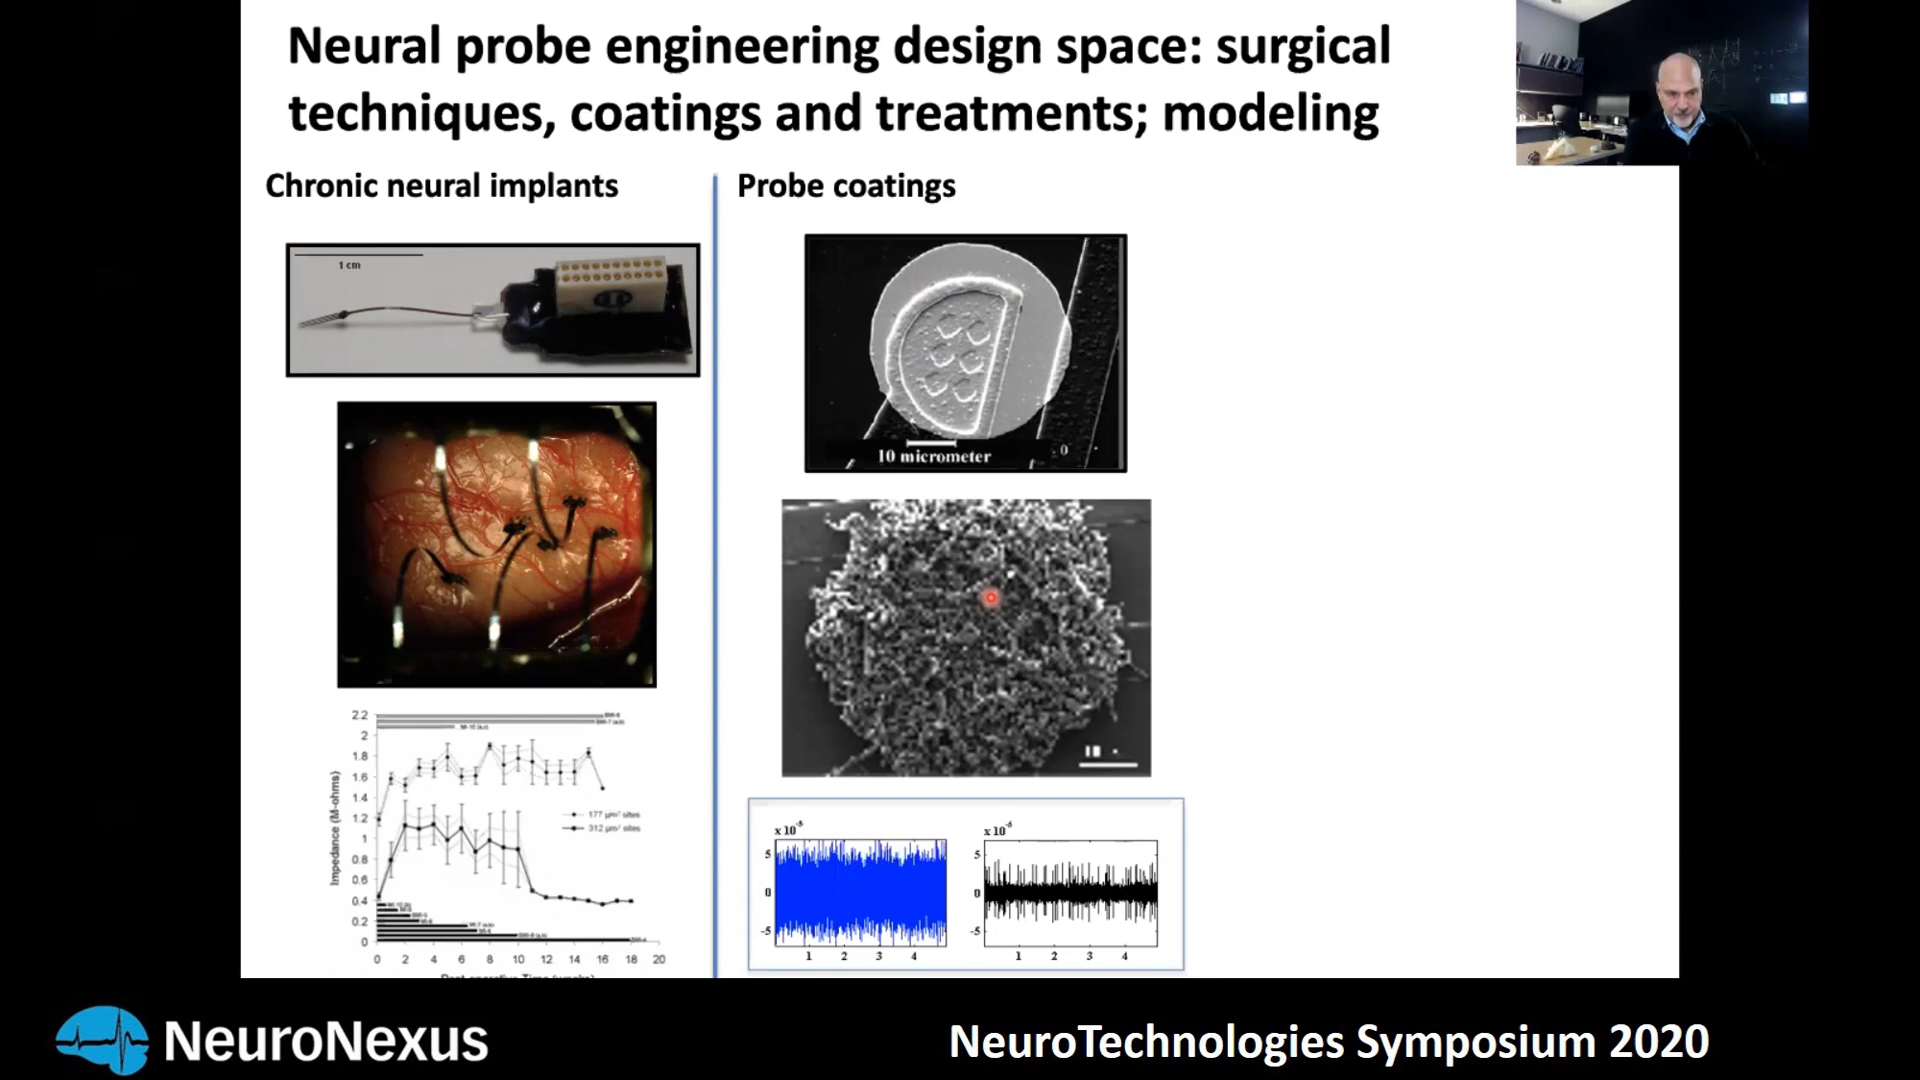 Neural probe engineering design space: surgical
techniques, coatings and treatments; modeling
Chronic neural implants
Probe coatings
1 cm
10 micrometer
0
2.2
2
1.8
1.6
1.4
1.2
1
0.8
0.6
0.4
0.2
0
Impedance (M-ohms)
177 µm² sites
312 µm² sites
0 2 4 6 8 10 12 14 16 18 20
x 10⁻⁵
5
0
-5
1 2 3 4
x 10⁻⁵
5
0
-5
1 2 3 4
NeuroNexus
NeuroTechnologies Symposium 2020